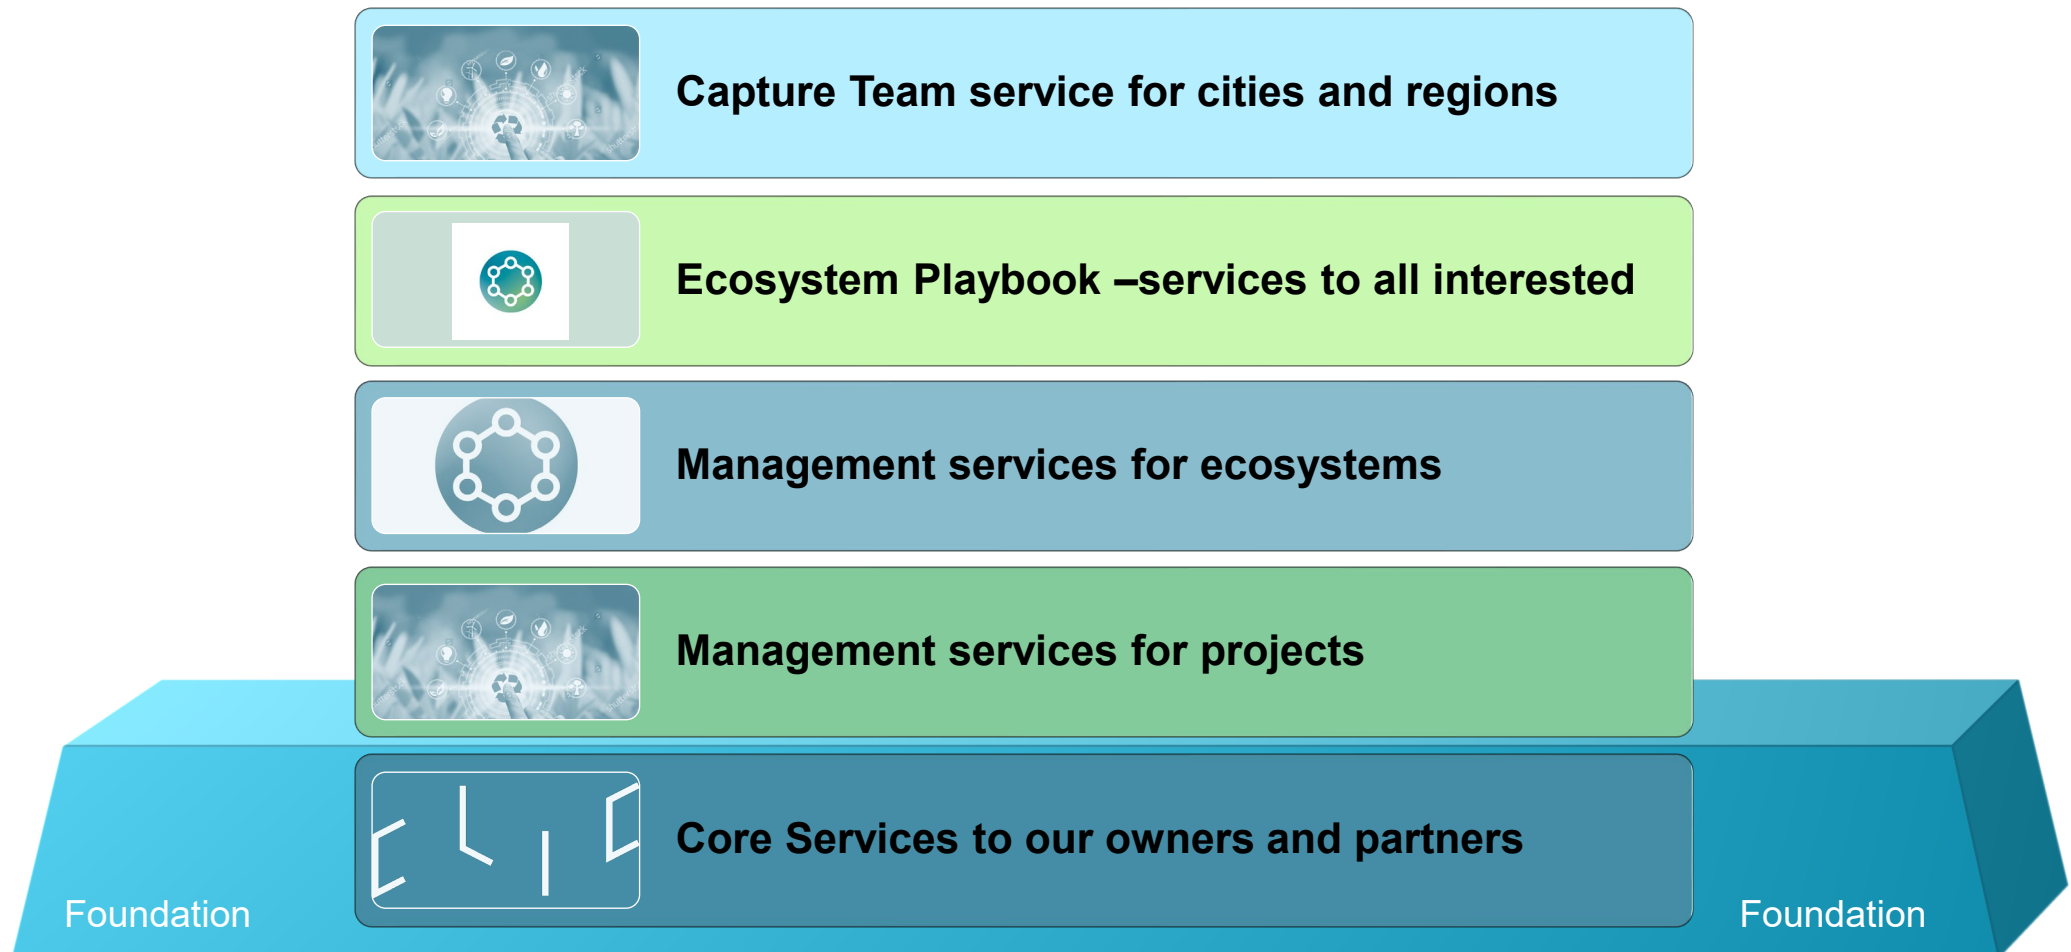 Capture Team service for cities and regions
Ecosystem Playbook –services to all interested
Management services for ecosystems
Management services for projects
Core Services to our owners and partners
Foundation
Foundation